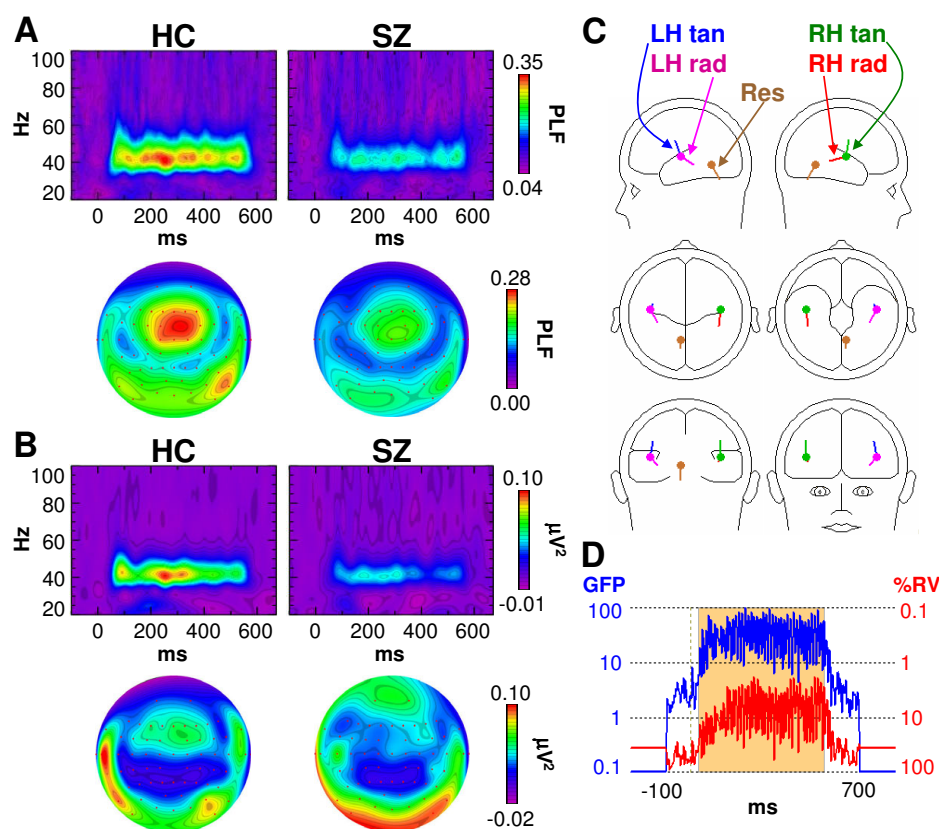 A
HC
SZ
100
80
60
40
20
Hz
0
200
400
600
0
200
400
600
ms
ms
0.35
PLF
0.04
0.28
PLF
0.00
B
HC
SZ
100
80
60
40
20
Hz
0
200
400
600
0
200
400
600
ms
ms
0.10
µV²
-0.01
0.10
µV²
-0.02
C
LH tan
LH rad
RH tan
RH rad
Res
D
GFP
%RV
100
10
1
0.1
0.1
1
10
100
-100
ms
700